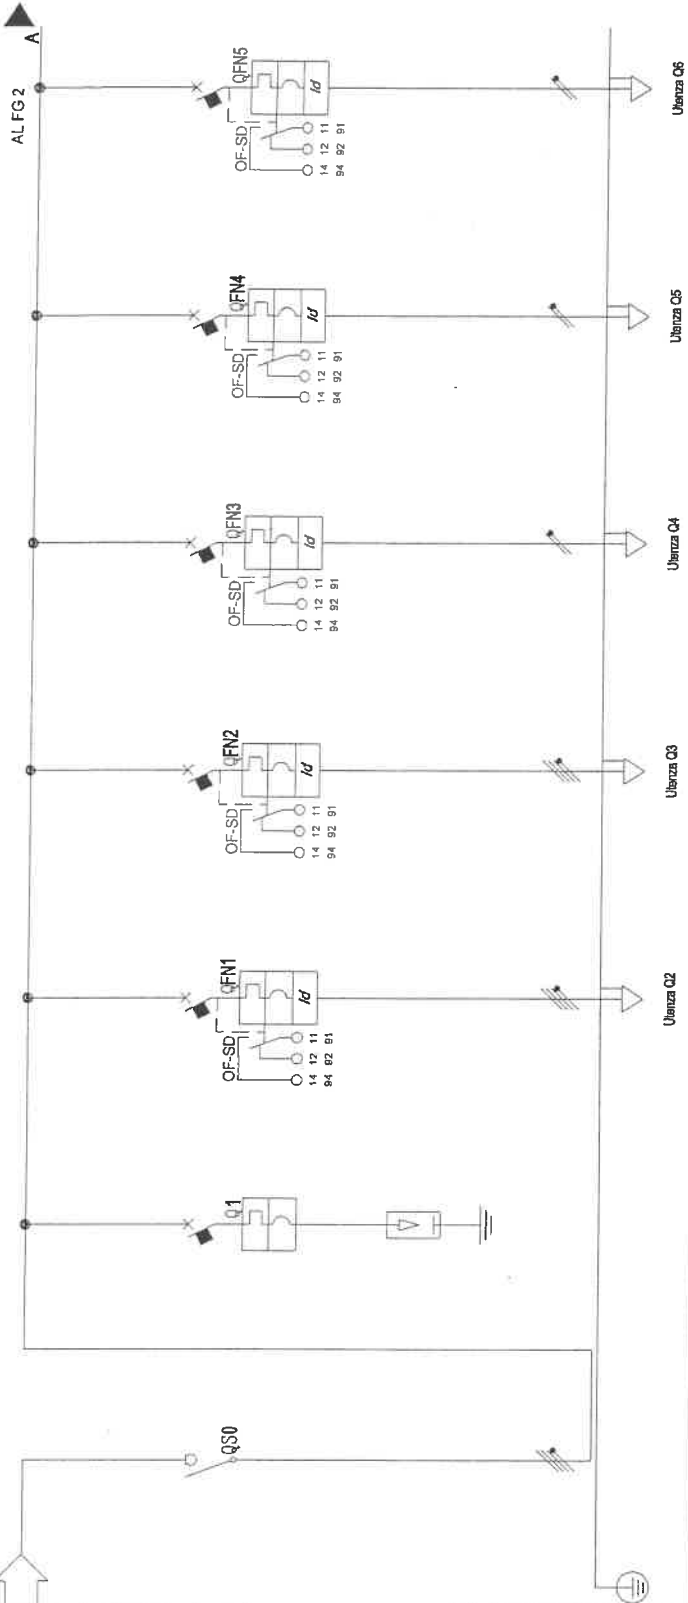 AL FG 2
A
QS0
Q1
QFN1
OF-SD
Id
11 91
12 92
14 94
Utenza Q2
QFN2
OF-SD
Id
11 91
12 92
14 94
Utenza Q3
QFN3
OF-SD
Id
11 91
12 92
14 94
Utenza Q4
QFN4
OF-SD
Id
11 91
12 92
14 94
Utenza Q5
QFN5
OF-SD
Id
11 91
12 92
14 94
Utenza Q6